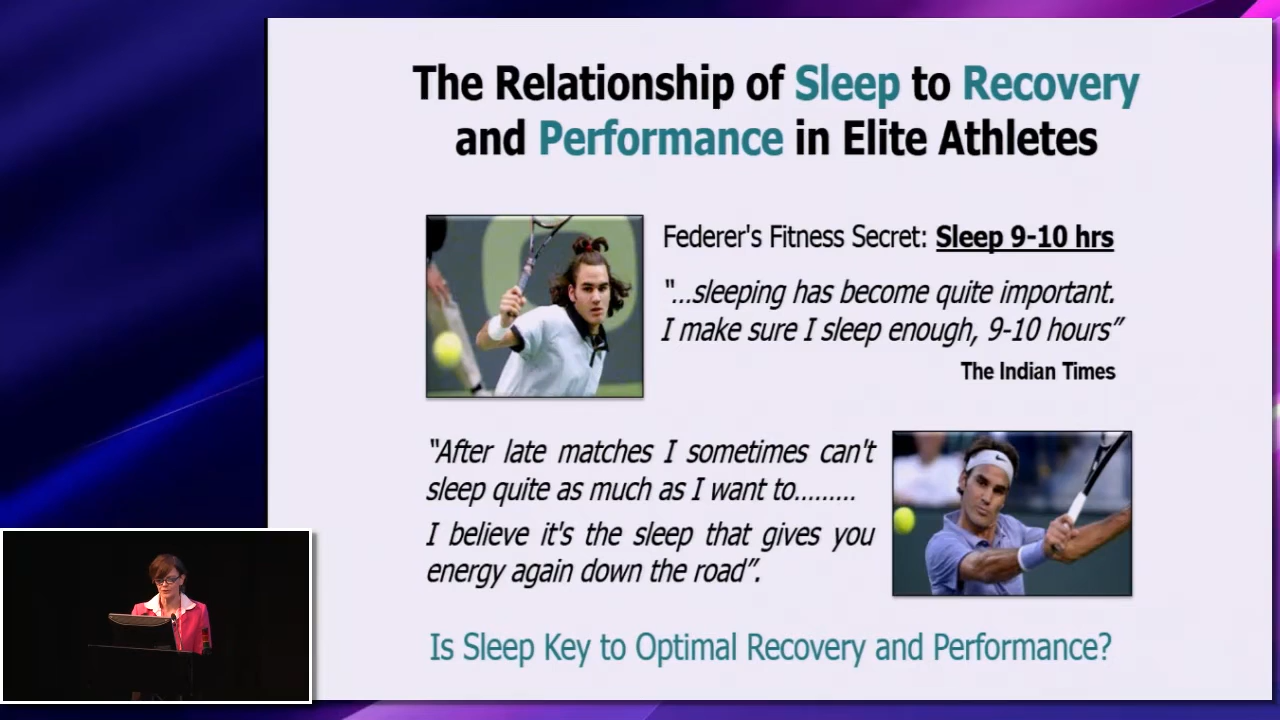 The Relationship of Sleep to Recovery
and Performance in Elite Athletes
Federer's Fitness Secret: Sleep 9-10 hrs
“…sleeping has become quite important.
I make sure I sleep enough, 9-10 hours”
The Indian Times
“After late matches I sometimes can't
sleep quite as much as I want to………
I believe it's the sleep that gives you
energy again down the road”.
Is Sleep Key to Optimal Recovery and Performance?